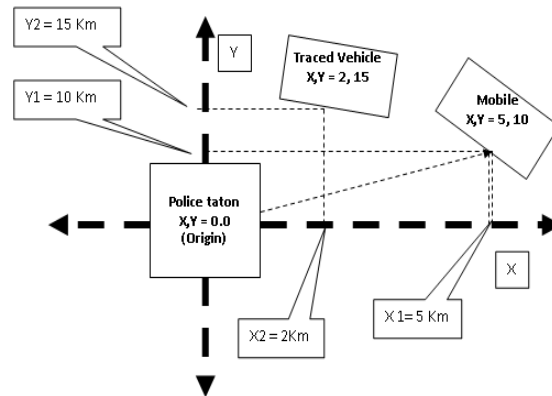 Y2 = 15 Km
Y
Traced Vehicle
X,Y = 2, 15
Y1 = 10 Km
Mobile
X,Y = 5, 10
Police taton
X,Y = 0.0
(Origin)
X
X2 = 2Km
X1= 5 Km